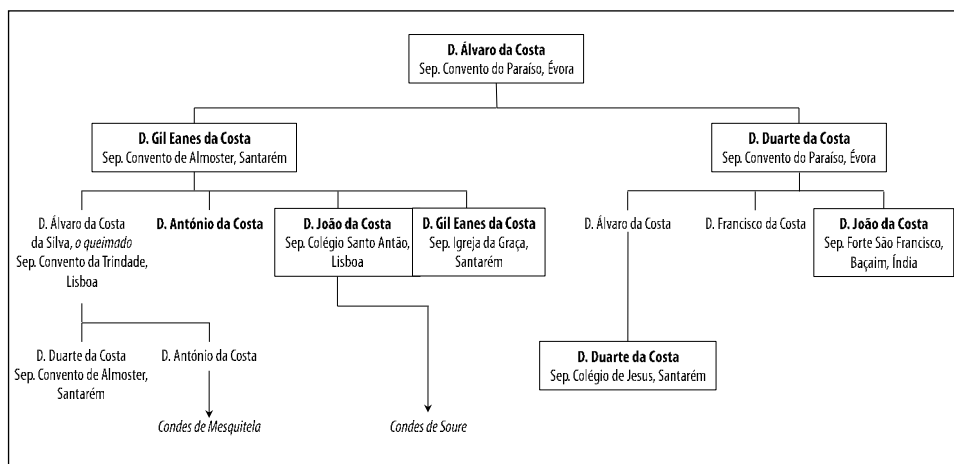 D. Álvaro da Costa
Sep. Convento do Paraíso, Évora
D. Gil Eanes da Costa
Sep. Convento de Almoster, Santarém
D. Duarte da Costa
Sep. Convento do Paraíso, Évora
D. Álvaro da Costa
da Silva, o queimado
Sep. Convento da Trindade,
Lisboa
D. António da Costa
D. João da Costa
Sep. Colégio Santo Antão,
Lisboa
D. Gil Eanes da Costa
Sep. Igreja da Graça,
Santarém
D. Álvaro da Costa
D. Francisco da Costa
D. João da Costa
Sep. Forte São Francisco,
Baçaim, Índia
D. Duarte da Costa
Sep. Convento de Almoster,
Santarém
D. António da Costa
D. Duarte da Costa
Sep. Colégio de Jesus, Santarém
Condes de Mesquitela
Condes de Soure